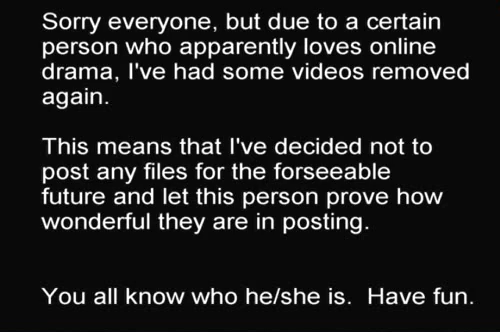 Sorry everyone, but due to a certain
person who apparently loves online
drama, I've had some videos removed
again.
This means that I've decided not to
post any files for the forseeable
future and let this person prove how
wonderful they are in posting.
You all know who he/she is.  Have fun.